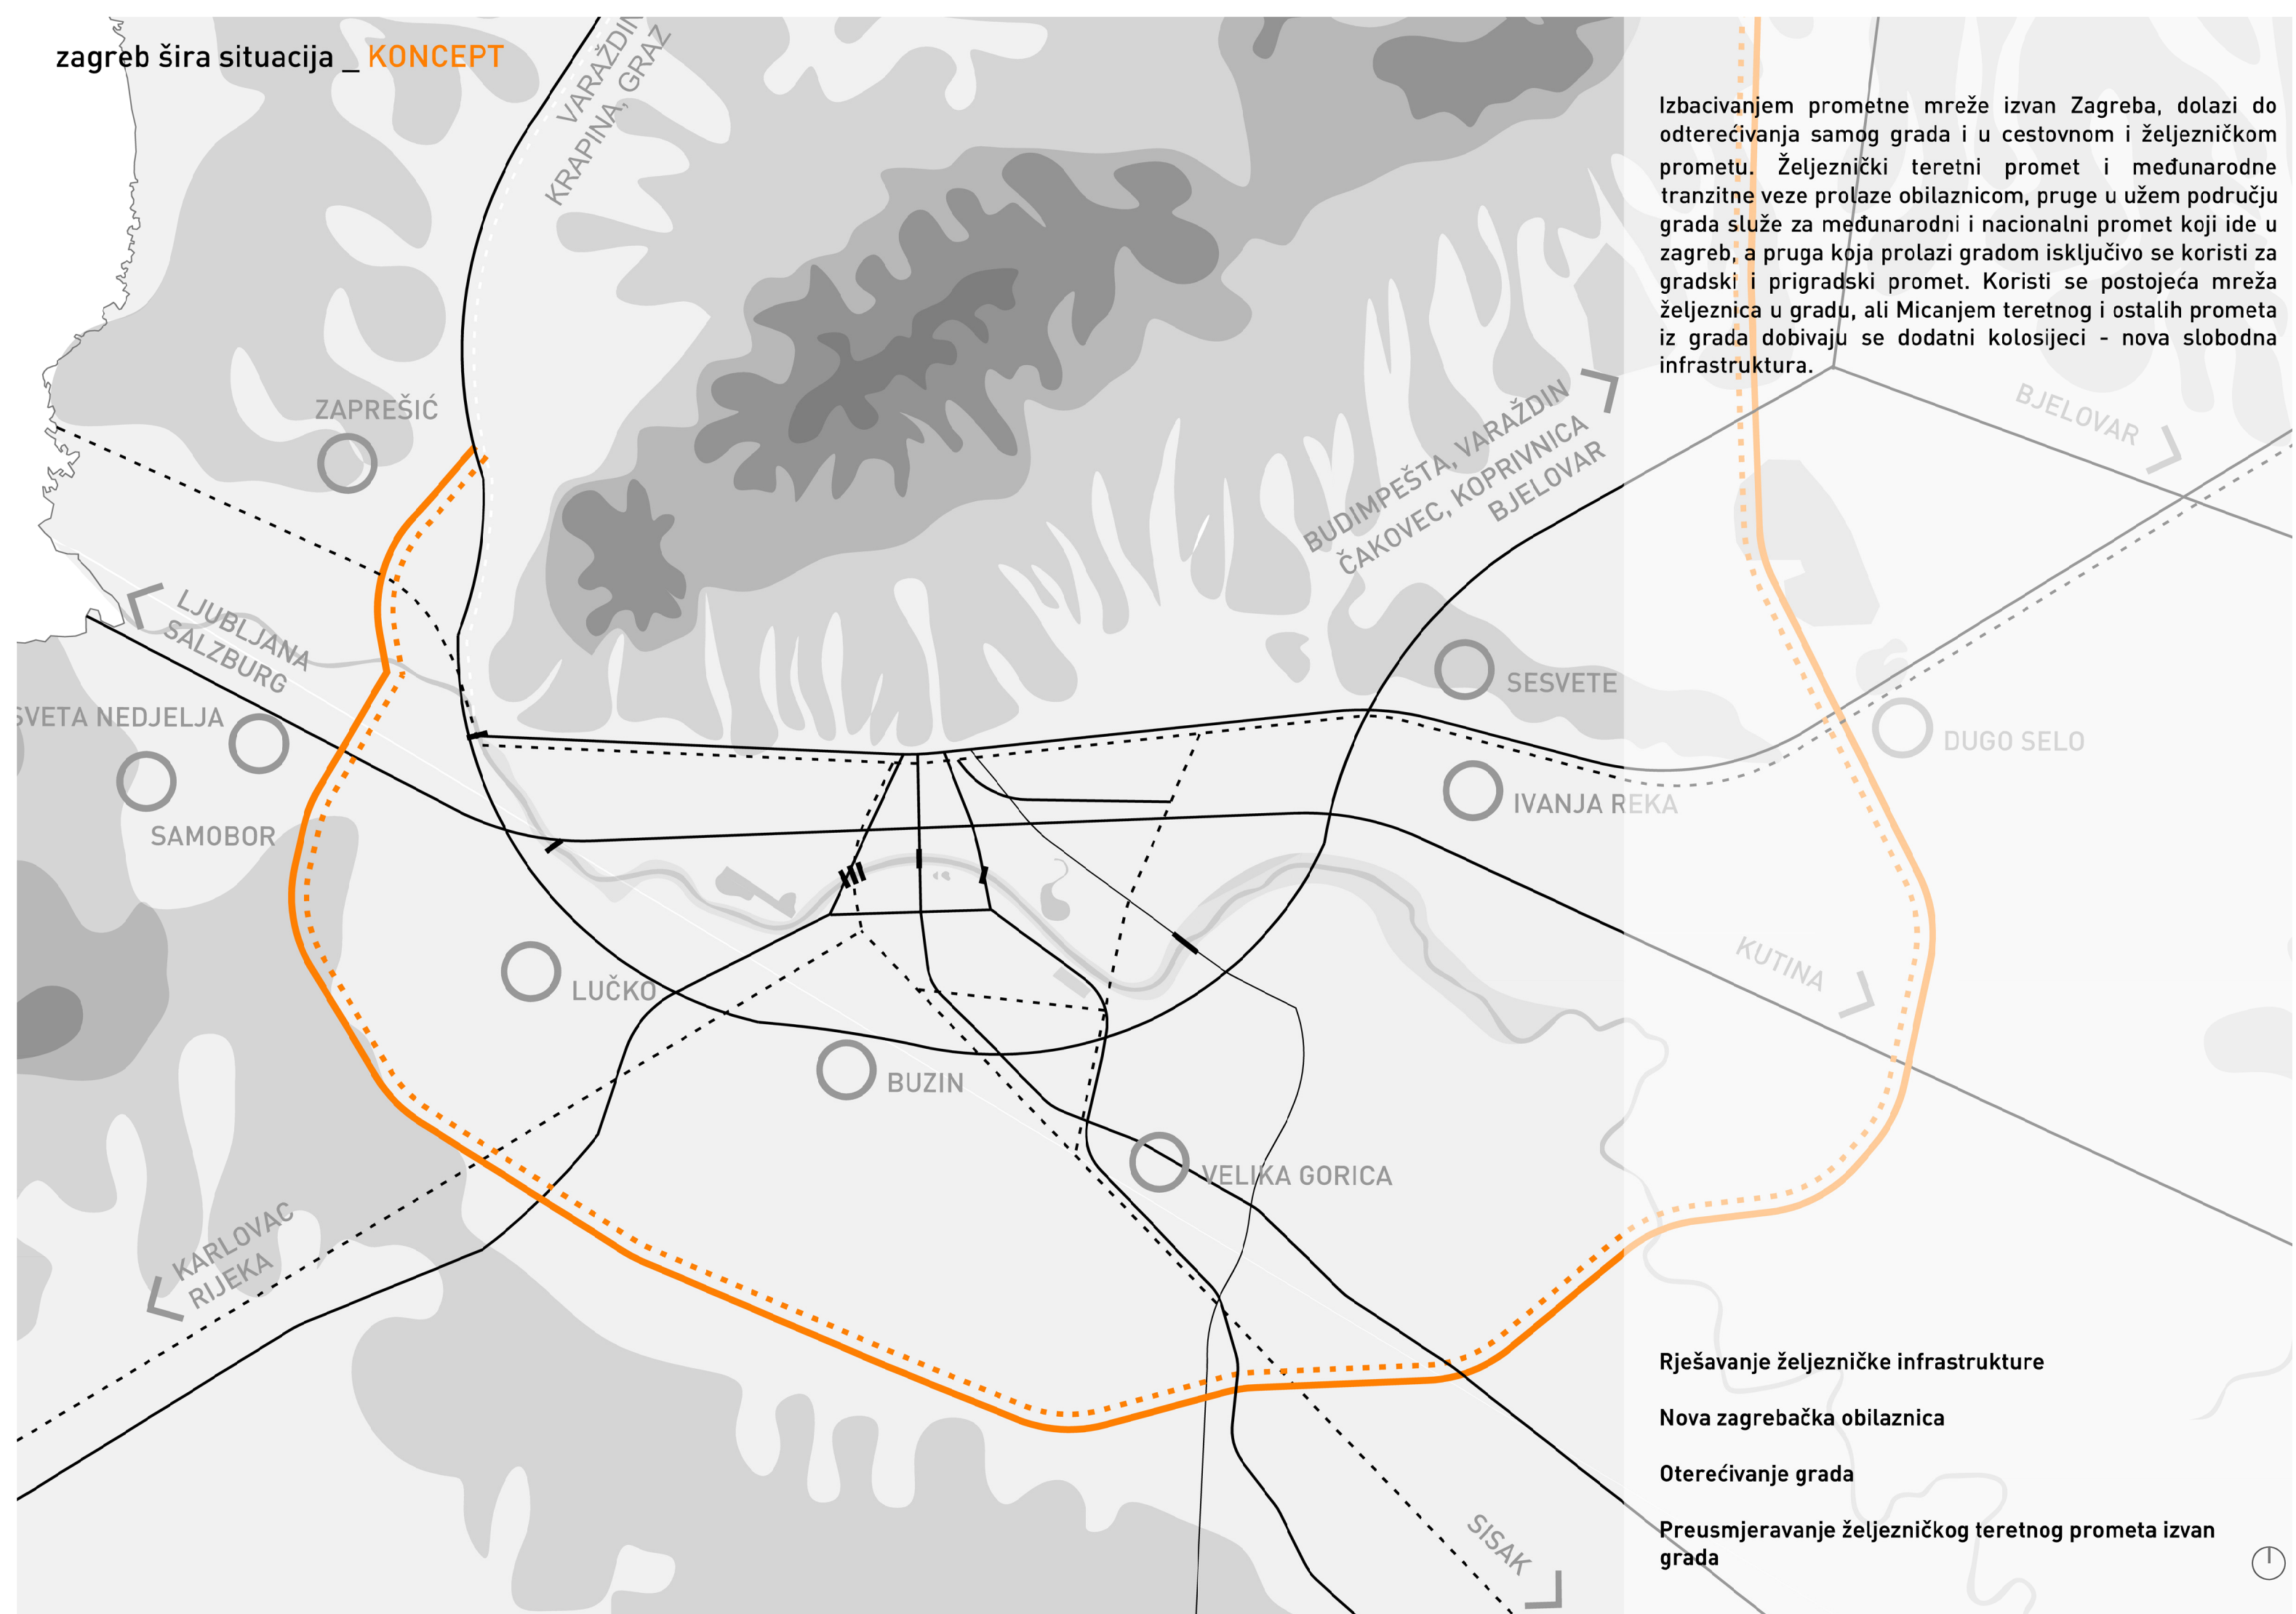 zagreb šira situacija _ KONCEPT
VARAŽDIN
KRAPINA, GRAZ
Izbacivanjem prometne mreže izvan Zagreba, dolazi do
odterećivanja samog grada i u cestovnom i željezničkom
prometu. Željeznički teretni promet i međunarodne
tranzitne veze prolaze obilaznicom, pruge u užem području
grada služe za međunarodni i nacionalni promet koji ide u
zagreb, a pruga koja prolazi gradom isključivo se koristi za
gradski i prigradski promet. Koristi se postojeća mreža
željeznica u gradu, ali Micanjem teretnog i ostalih prometa
iz grada dobivaju se dodatni kolosijeci - nova slobodna
infrastruktura.
ZAPREŠIĆ
BUDIMPEŠTA, VARAŽDIN
ČAKOVEC, KOPRIVNICA
BJELOVAR
BJELOVAR
LJUBLJANA
SALZBURG
SVETA NEDJELJA
SAMOBOR
SESVETE
DUGO SELO
IVANJA REKA
KUTINA
LUČKO
BUZIN
VELIKA GORICA
KARLOVAC
RIJEKA
SISAK
Rješavanje željezničke infrastrukture
Nova zagrebačka obilaznica
Oterećivanje grada
Preusmjeravanje željezničkog teretnog prometa izvan
grada